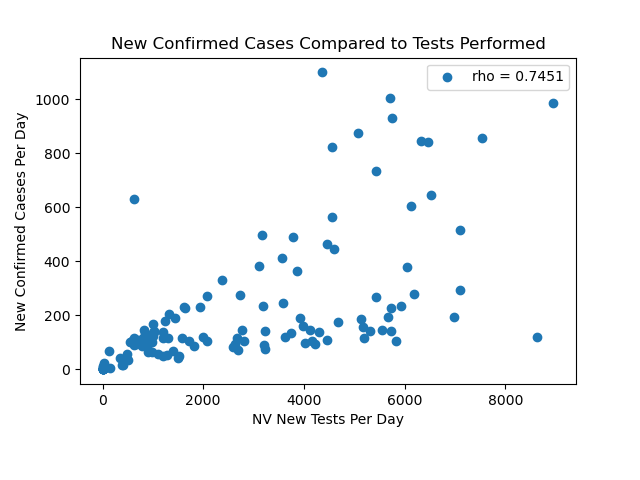 New Confirmed Cases Compared to Tests Performed
rho = 0.7451
1000
800
600
400
200
0
New Confirmed Caeses Per Day
0 2000 4000 6000 8000
NV New Tests Per Day